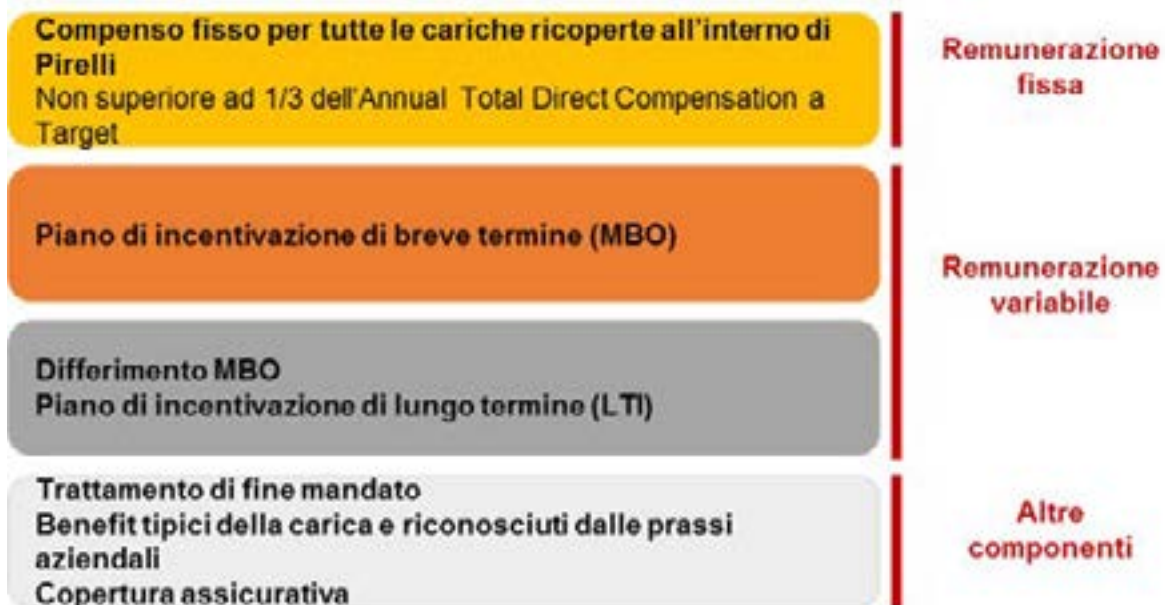 Compenso fisso per tutte le cariche ricoperte all'interno di
Pirelli
Non superiore ad 1/3 dell'Annual Total Direct Compensation a
Target
Remunerazione
fissa
Piano di incentivazione di breve termine (MBO)
Differimento MBO
Piano di incentivazione di lungo termine (LTI)
Remunerazione
variabile
Trattamento di fine mandato
Benefit tipici della carica e riconosciuti dalle prassi
aziendali
Copertura assicurativa
Altre
componenti